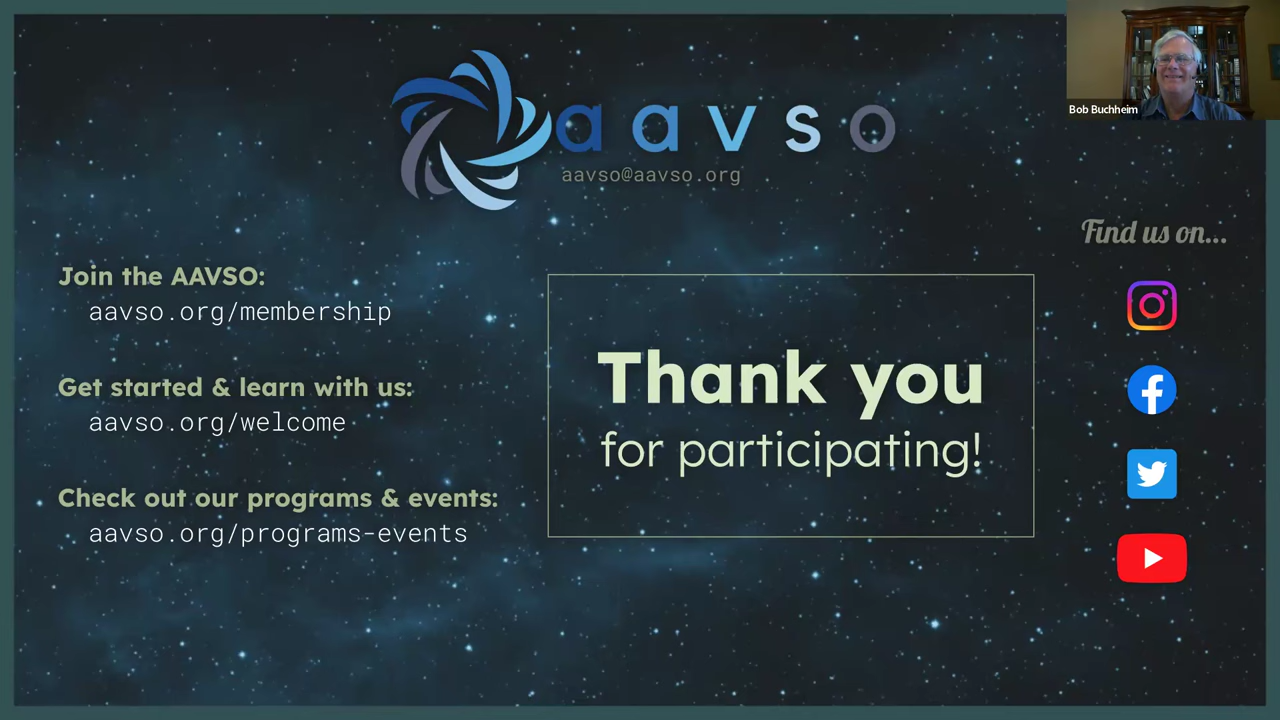 aavso
aavso@aavso.org
Bob Buchheim
Find us on...
Join the AAVSO:
aavso.org/membership
Get started & learn with us:
aavso.org/welcome
Check out our programs & events:
aavso.org/programs-events
Thank you
for participating!